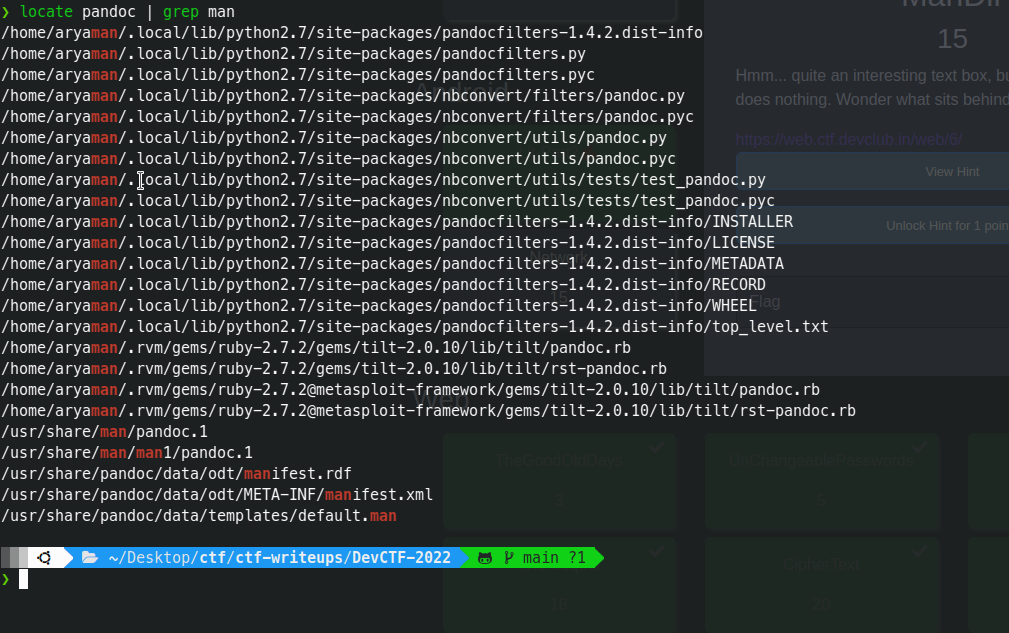 ❯ locate pandoc | grep man
/home/aryaman/.local/lib/python2.7/site-packages/pandocfilters-1.4.2.dist-info
/home/aryaman/.local/lib/python2.7/site-packages/pandocfilters.py
/home/aryaman/.local/lib/python2.7/site-packages/pandocfilters.pyc
/home/aryaman/.local/lib/python2.7/site-packages/nbconvert/filters/pandoc.py
/home/aryaman/.local/lib/python2.7/site-packages/nbconvert/filters/pandoc.pyc
/home/aryaman/.local/lib/python2.7/site-packages/nbconvert/utils/pandoc.py
/home/aryaman/.local/lib/python2.7/site-packages/nbconvert/utils/pandoc.pyc
/home/aryaman/.local/lib/python2.7/site-packages/nbconvert/utils/tests/test_pandoc.py
/home/aryaman/.local/lib/python2.7/site-packages/nbconvert/utils/tests/test_pandoc.pyc
/home/aryaman/.local/lib/python2.7/site-packages/pandocfilters-1.4.2.dist-info/INSTALLER
/home/aryaman/.local/lib/python2.7/site-packages/pandocfilters-1.4.2.dist-info/LICENSE
/home/aryaman/.local/lib/python2.7/site-packages/pandocfilters-1.4.2.dist-info/METADATA
/home/aryaman/.local/lib/python2.7/site-packages/pandocfilters-1.4.2.dist-info/RECORD
/home/aryaman/.local/lib/python2.7/site-packages/pandocfilters-1.4.2.dist-info/WHEEL
/home/aryaman/.local/lib/python2.7/site-packages/pandocfilters-1.4.2.dist-info/top_level.txt
/home/aryaman/.rvm/gems/ruby-2.7.2/gems/tilt-2.0.10/lib/tilt/pandoc.rb
/home/aryaman/.rvm/gems/ruby-2.7.2/gems/tilt-2.0.10/lib/tilt/rst-pandoc.rb
/home/aryaman/.rvm/gems/ruby-2.7.2@metasploit-framework/gems/tilt-2.0.10/lib/tilt/pandoc.rb
/home/aryaman/.rvm/gems/ruby-2.7.2@metasploit-framework/gems/tilt-2.0.10/lib/tilt/rst-pandoc.rb
/usr/share/man/pandoc.1
/usr/share/man/man1/pandoc.1
/usr/share/pandoc/data/odt/manifest.rdf
/usr/share/pandoc/data/odt/META-INF/manifest.xml
/usr/share/pandoc/data/templates/default.man
~/Desktop/ctf/ctf-writeups/DevCTF-2022 main ?1
❯
15
Hmm... quite an interesting text box,
does nothing. Wonder what sits behind
https://web.ctf.devclub.in/web/6/
View Hint
Unlock Hint for 1
Flag
Android
Network
15
Web
TheGoodOldDays
3
UnChangeablePasswords
5
18
CipherText
20